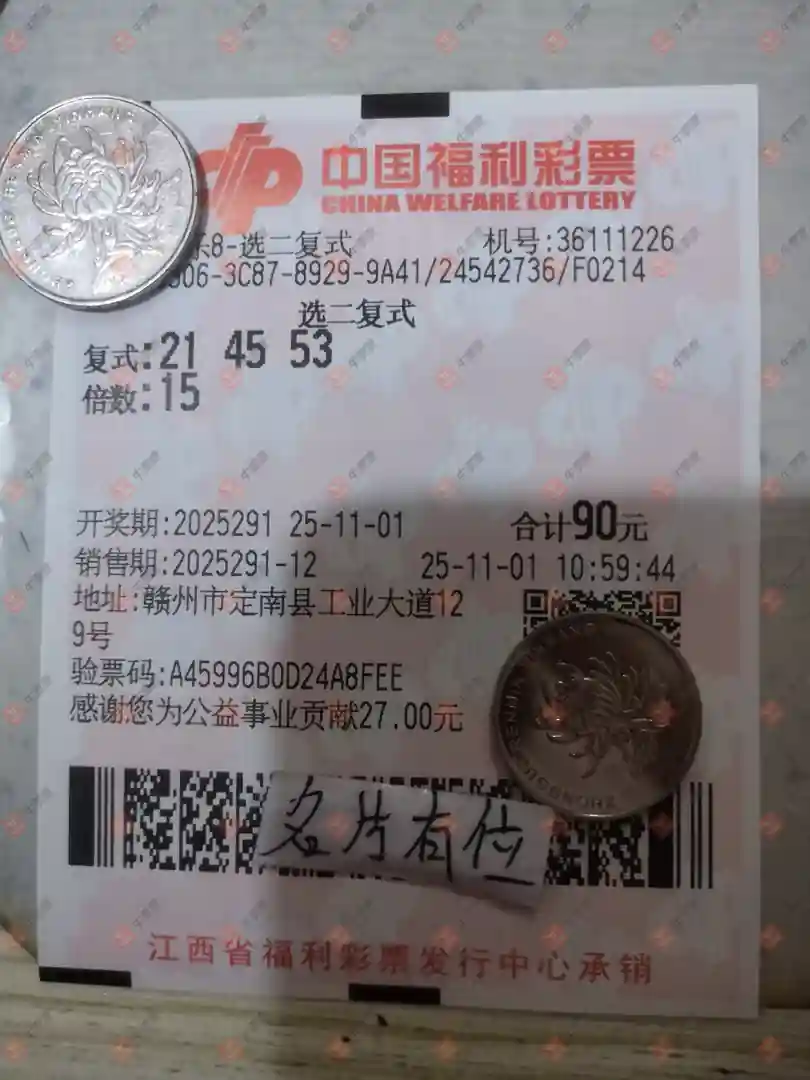 中国福利彩票
CHINA WELFARE LOTTERY
乐8-选二复式 机号:36111226
06-3C87-8929-9A41/24542736/F0214
选二复式
复式:21 45 53
倍数:15
开奖期:2025291 25-11-01 合计90元
销售期:2025291-12 25-11-01 10:59:44
地址:赣州市定南县工业大道12
9号
验票码:A45996B0D24A8FEE
感谢您为公益事业贡献27.00元
名片有位
江西省福利彩票发行中心承销